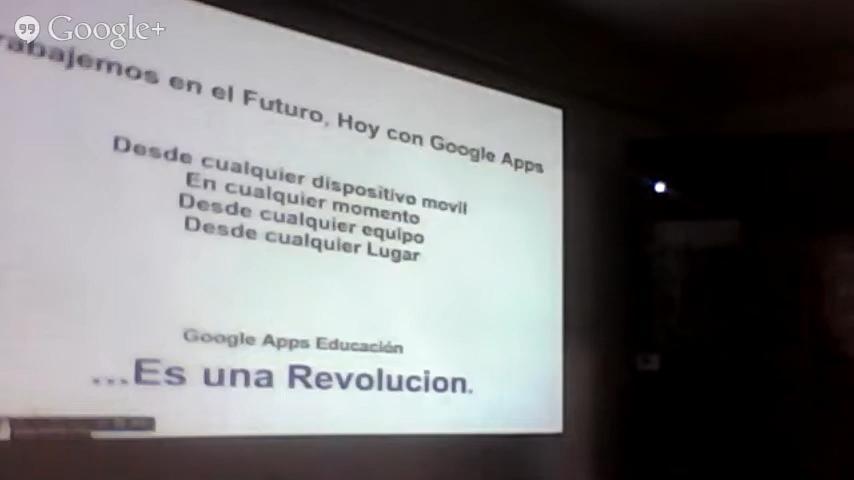 Google+
rabajemos en el Futuro, Hoy con Google Apps
Desde cualquier dispositivo movil
En cualquier momento
Desde cualquier equipo
Desde cualquier Lugar
Google Apps Educación
...Es una Revolucion.